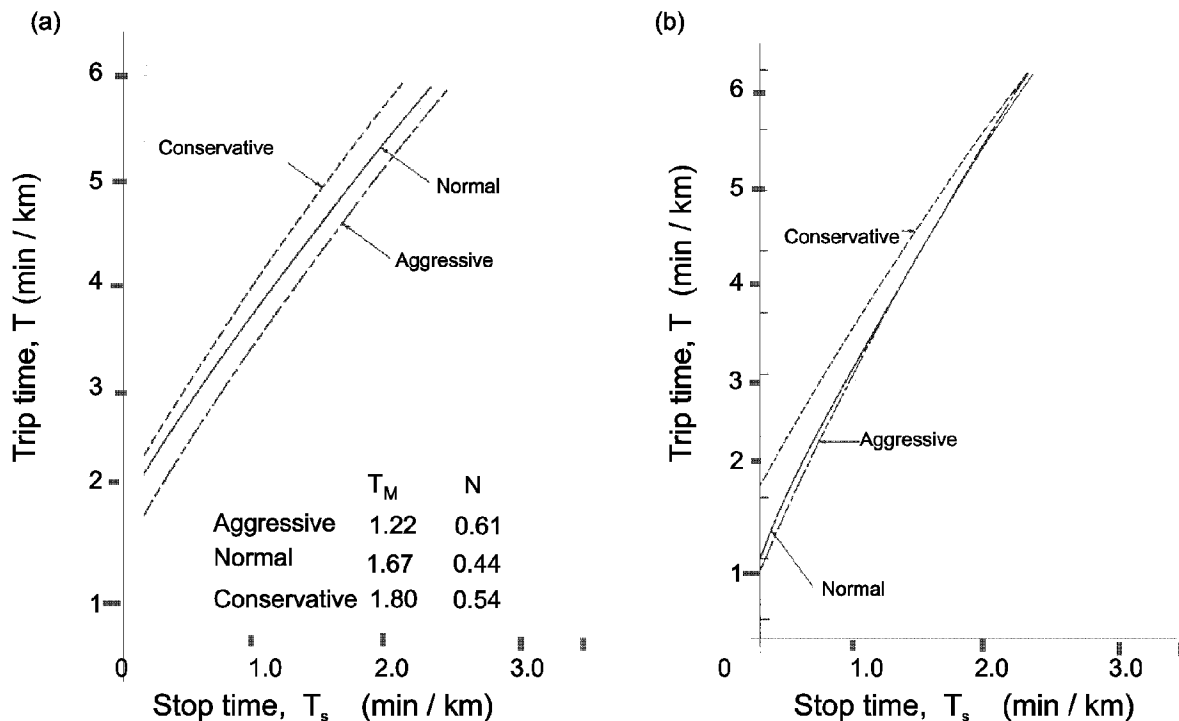 (a)
6
5
4
3
2
1
Trip time, T (min / km)
Conservative
Normal
Aggressive
T_M N
Aggressive 1.22 0.61
Normal 1.67 0.44
Conservative 1.80 0.54
0 1.0 2.0 3.0
Stop time, T_s (min / km)
(b)
6
5
4
3
2
1
Trip time, T (min / km)
Conservative
Aggressive
Normal
0 1.0 2.0 3.0
Stop time, T_s (min / km)